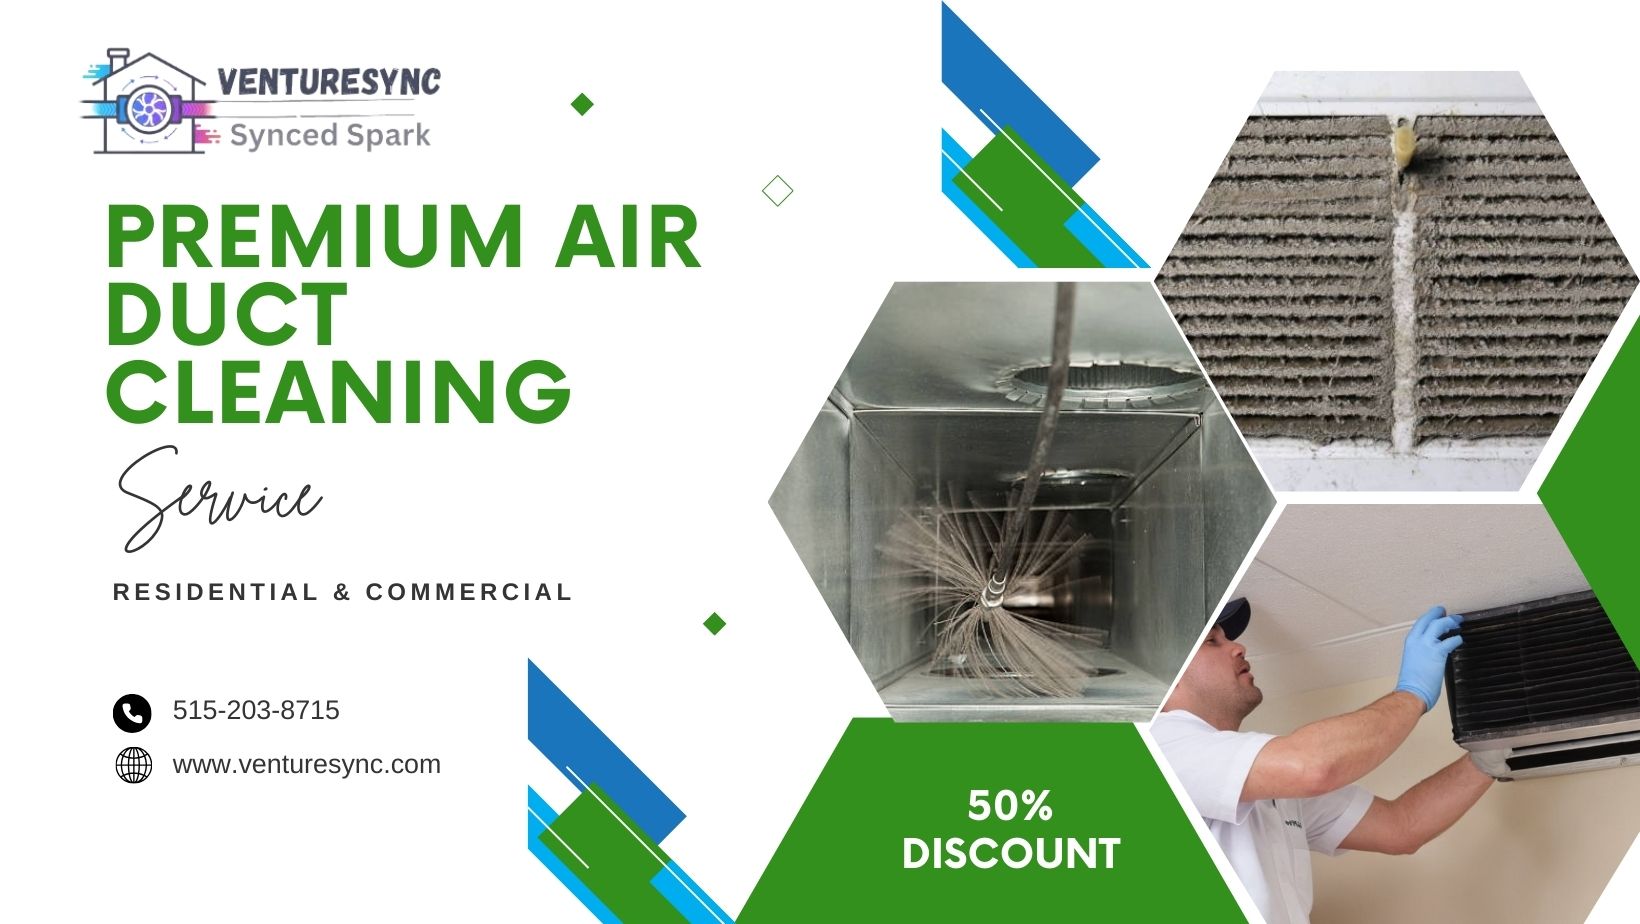 VENTURESYNC
Synced Spark
PREMIUM AIR
DUCT
CLEANING
Service
RESIDENTIAL & COMMERCIAL
515-203-8715
www.venturesync.com
50%
DISCOUNT